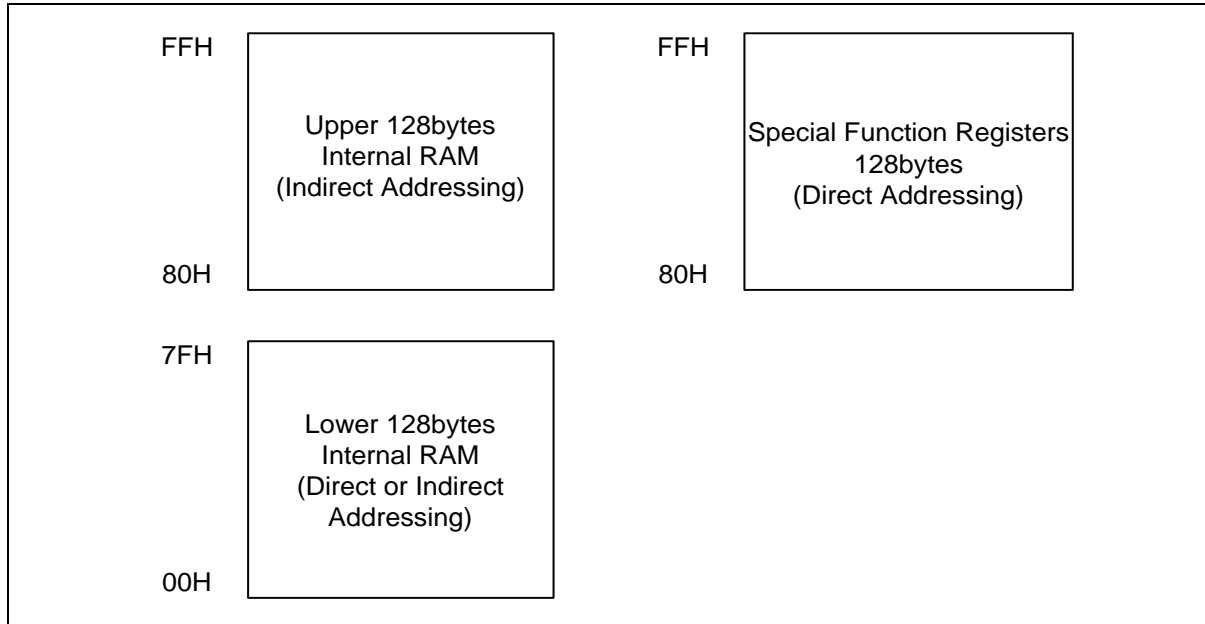 FFH
Upper 128bytes
Internal RAM
(Indirect Addressing)
80H
FFH
Special Function Registers
128bytes
(Direct Addressing)
80H
7FH
Lower 128bytes
Internal RAM
(Direct or Indirect
Addressing)
00H